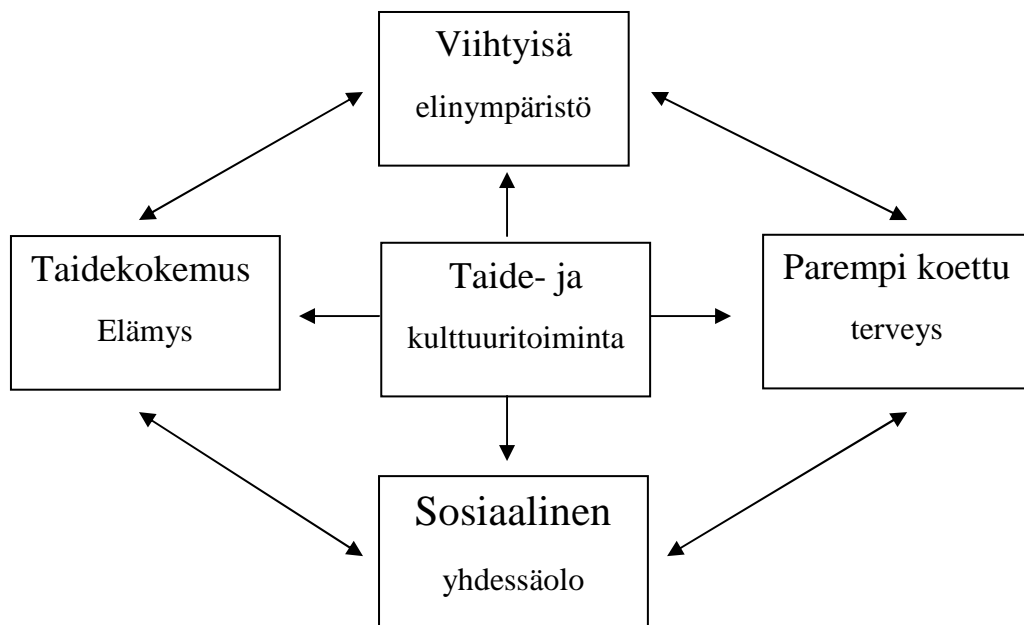 Viihtyisä
elinympäristö
Taidekokemus
Elämys
Taide- ja
kulttuuritoiminta
Parempi koettu
terveys
Sosiaalinen
yhdessäolo